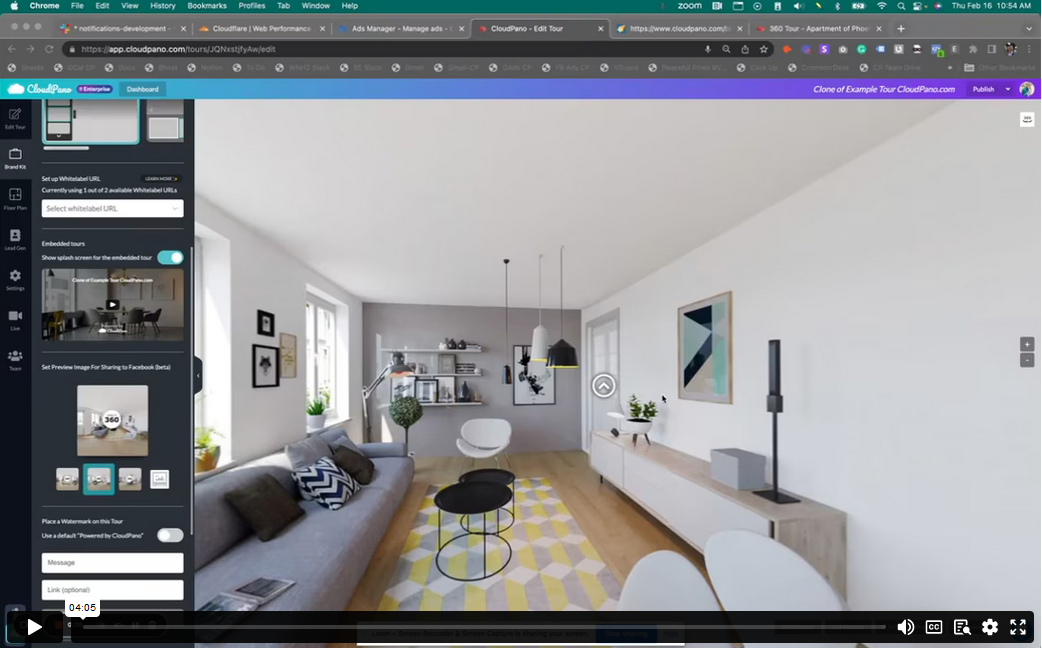 Chrome File Edit View History Bookmarks Profiles Tab Window Help
zoom
Thu Feb 16 10:54 AM
* notifications-development -
Cloudflare | Web Performance
Ads Manager - Manage ads -
CloudPano - Edit Tour
https://www.cloudpano.com/
360 Tour - Apartment of Phoe
https://app.cloudpano.com/tours/JQNxstjfyAw/edit
Other Bookmarks
CloudPano
Enterprise
Dashboard
Clone of Example Tour CloudPano.com
Publish
Edit Tour
Brand Kit
Floor Plan
Lead Gen
Settings
Live
Team
Set up Whitelabel URL
LEARN MORE
Currently using 1 out of 2 available Whitelabel URLs
Select whitelabel URL
Embedded tours
Show splash screen for the embedded tour
Clone of Example Tour CloudPano.com
CloudPano
Set Preview Image For Sharing to Facebook (beta)
360
Place a Watermark on this Tour
Use a default "Powered by CloudPano"
Message
Link (optional)
04:05
CC
+
-